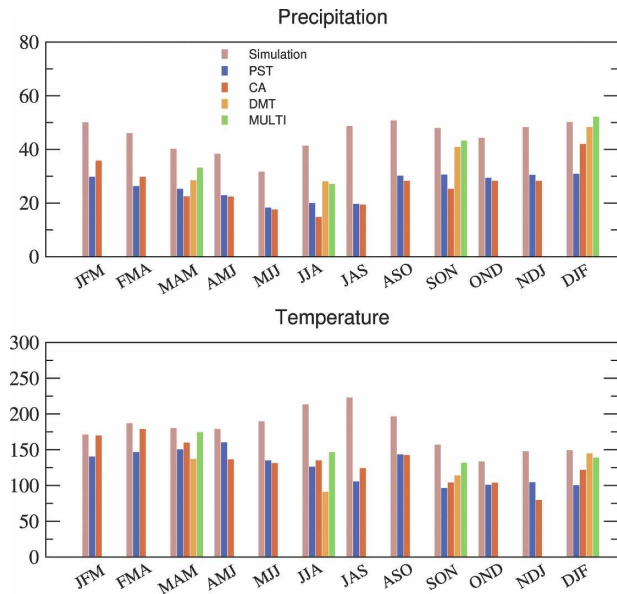 Precipitation
80
60
40
20
0
Simulation
PST
CA
DMT
MULTI
JFM FMA MAM AMJ MJJ JJA JAS ASO SON OND NDJ DJF
Temperature
300
250
200
150
100
50
0
JFM FMA MAM AMJ MJJ JJA JAS ASO SON OND NDJ DJF